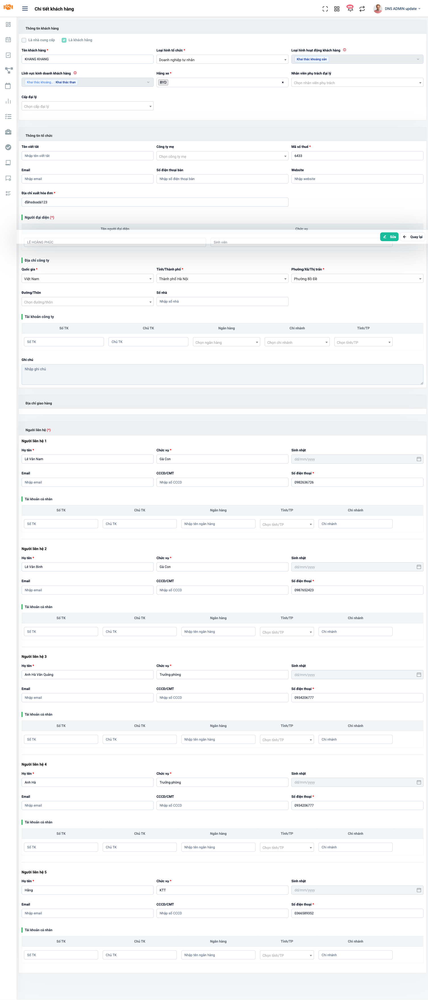 Chi tiết khách hàng
686
DNS ADMIN update
Thông tin khách hàng
Là nhà cung cấp Là khách hãng
Tên khách hàng * Loại hình tổ chức * Loại hình hoạt động khách hàng
KHANG KHANG Doanh nghiệp tư nhân Khai thác khoáng sản
Lĩnh vực kinh doanh khách hàng Hãng xe * Nhân viên phụ trách đại lý
Khai thác khoáng... : Khai thác than BYD × Chọn nhân viên phụ trách
Cấp đại lý
Chọn cấp đại lý
Thông tin tổ chức
Tên viết tắt Công ty mẹ Mã số thuế *
Nhập tên viết tắt Chọn công ty mẹ 6433
Email Số điện thoại bàn Website
Nhập email Nhập số điện thoại bàn Nhập website
Địa chỉ xuất hóa đơn *
đâhsdsadá123
Người đại diện (*)
Tên người đại diện Chức vụ
Sửa Quay lại
LÊ HOÀNG PHÚC Sinh viên
Địa chỉ công ty
Quốc gia * Tỉnh/Thành phố * Phường/Xã/Thị trấn *
Việt Nam Thành phố Hà Nội Phường Bồ Đề
Đường/Thôn Số nhà
Chọn đường/thôn Nhập số nhà
Tài khoản công ty
Số TK Chủ TK Ngân hàng Chi nhánh Tỉnh/TP
Số TK Chủ TK Chọn ngân hàng Chọn chi nhánh Chọn tỉnh/TP
Ghi chú
Nhập ghi chú
Địa chỉ giao hàng
Người liên hệ (*)
Người liên hệ 1
Họ tên * Chức vụ * Sinh nhật
Lê Văn Nam Gà Con dd/mm/yyyy
Email CCCD/CMT Số điện thoại *
Nhập email Nhập số CCCD 0982636726
Tài khoản cá nhân
Số TK Chủ TK Ngân hàng Tỉnh/TP Chi nhánh
Số TK Chủ TK Nhập tên ngân hàng Chọn tỉnh/TP Chi nhánh
Người liên hệ 2
Họ tên * Chức vụ * Sinh nhật
Lê Văn Bình Gà Con dd/mm/yyyy
Email CCCD/CMT Số điện thoại *
Nhập email Nhập số CCCD 0987652423
Tài khoản cá nhân
Số TK Chủ TK Ngân hàng Tỉnh/TP Chi nhánh
Số TK Chủ TK Nhập tên ngân hàng Chọn tỉnh/TP Chi nhánh
Người liên hệ 3
Họ tên * Chức vụ * Sinh nhật
Anh Hà Văn Quảng Trưởng phòng dd/mm/yyyy
Email CCCD/CMT Số điện thoại *
Nhập email Nhập số CCCD 0934206777
Tài khoản cá nhân
Số TK Chủ TK Ngân hàng Tỉnh/TP Chi nhánh
Số TK Chủ TK Nhập tên ngân hàng Chọn tỉnh/TP Chi nhánh
Người liên hệ 4
Họ tên * Chức vụ * Sinh nhật
Anh Hà Trưởng phòng dd/mm/yyyy
Email CCCD/CMT Số điện thoại *
Nhập email Nhập số CCCD 0934206777
Tài khoản cá nhân
Số TK Chủ TK Ngân hàng Tỉnh/TP Chi nhánh
Số TK Chủ TK Nhập tên ngân hàng Chọn tỉnh/TP Chi nhánh
Người liên hệ 5
Họ tên * Chức vụ * Sinh nhật
Hằng KTT dd/mm/yyyy
Email CCCD/CMT Số điện thoại *
Nhập email Nhập số CCCD 0366589352
Tài khoản cá nhân
Số TK Chủ TK Ngân hàng Tỉnh/TP Chi nhánh
Số TK Chủ TK Nhập tên ngân hàng Chọn tỉnh/TP Chi nhánh